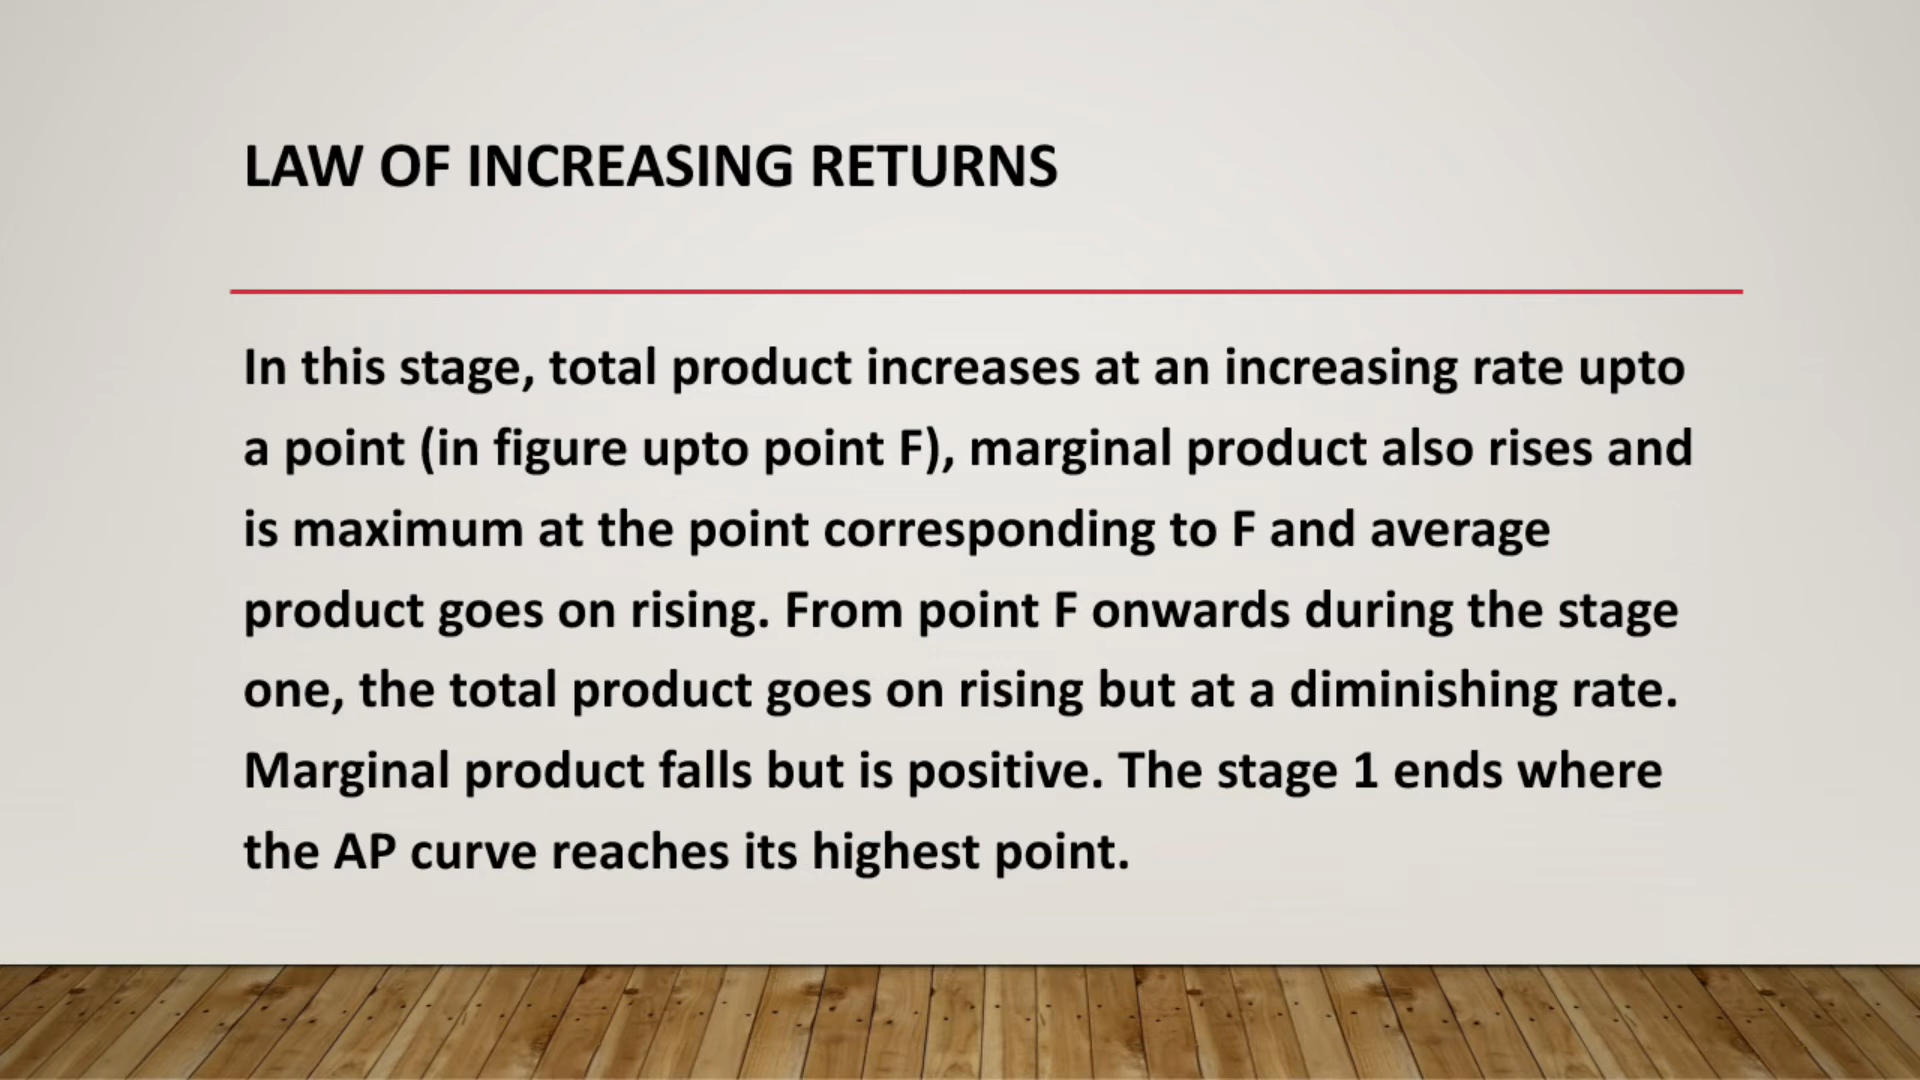 LAW OF INCREASING RETURNS
In this stage, total product increases at an increasing rate upto
a point (in figure upto point F), marginal product also rises and
is maximum at the point corresponding to F and average
product goes on rising. From point F onwards during the stage
one, the total product goes on rising but at a diminishing rate.
Marginal product falls but is positive. The stage 1 ends where
the AP curve reaches its highest point.